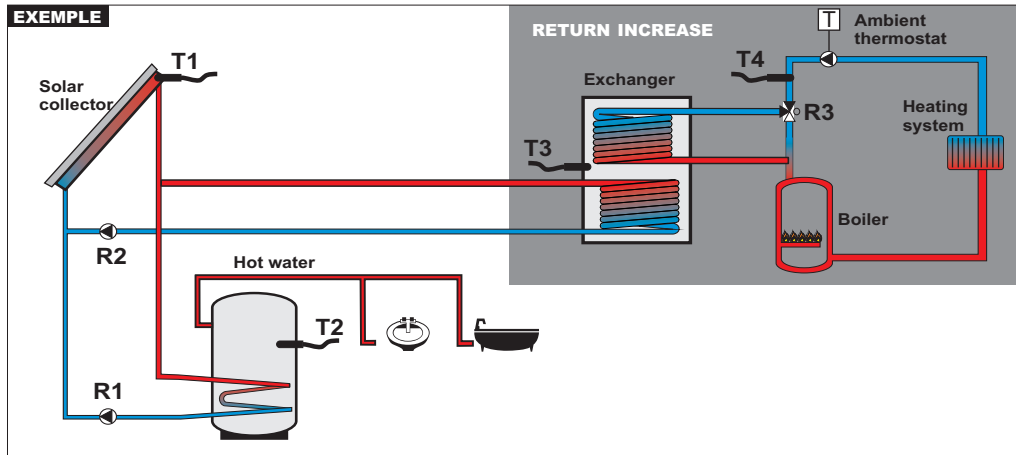 EXEMPLE
RETURN INCREASE
T
Ambient
thermostat
T1
T4
Solar
collector
Exchanger
R3
Heating
system
T3
Boiler
R2
Hot water
T2
R1